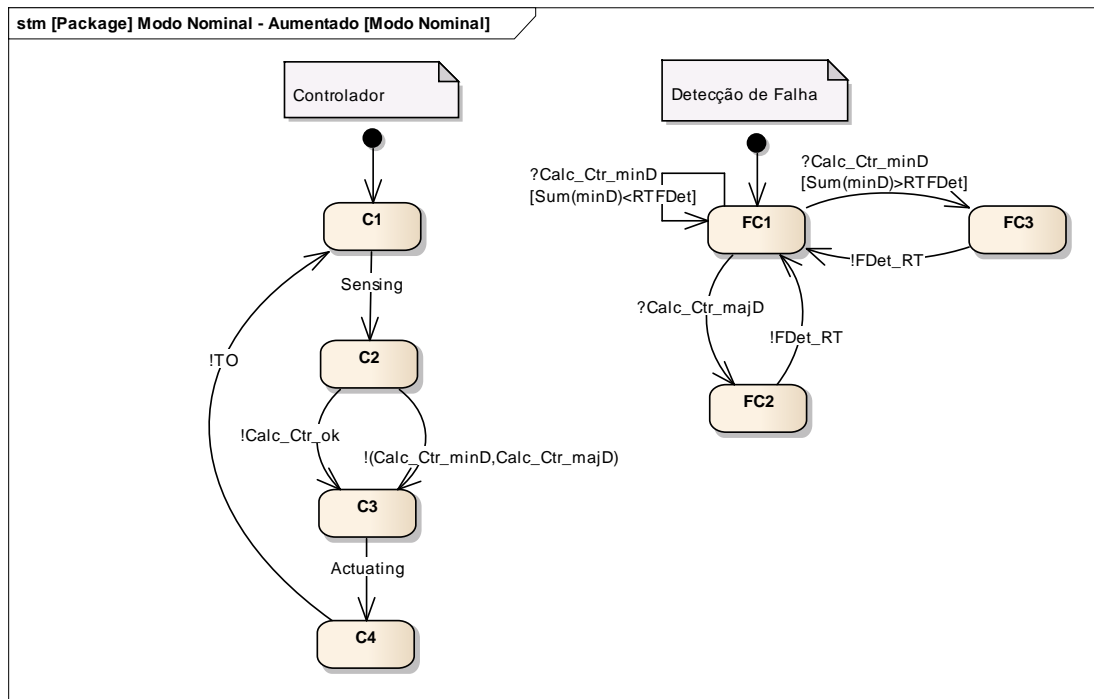 stm [Package] Modo Nominal - Aumentado [Modo Nominal]
Controlador
C1
Sensing
C2
!TO
!Calc_Ctr_ok
!(Calc_Ctr_minD,Calc_Ctr_majD)
C3
Actuating
C4
Detecção de Falha
?Calc_Ctr_minD
[Sum(minD)<RTFDet]
?Calc_Ctr_minD
[Sum(minD)>RTFDet]
FC1
FC3
!FDet_RT
?Calc_Ctr_majD
!FDet_RT
FC2